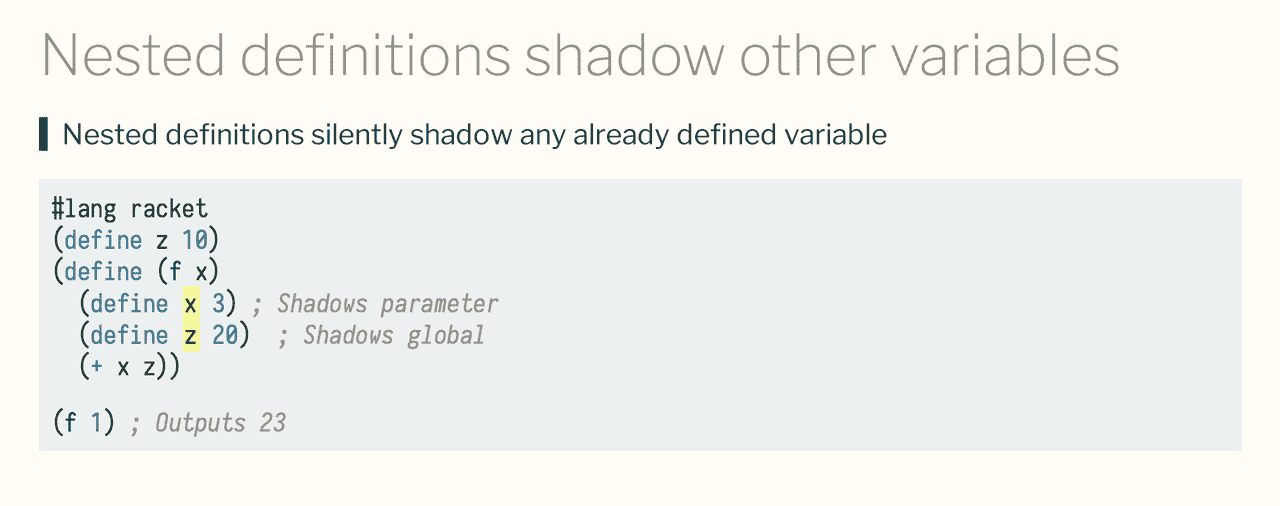 Nested definitions shadow other variables
Nested definitions silently shadow any already defined variable
#lang racket
(define z 10)
(define (f x)
  (define x 3) ; Shadows parameter
  (define z 20)  ; Shadows global
  (+ x z))
(f 1) ; Outputs 23